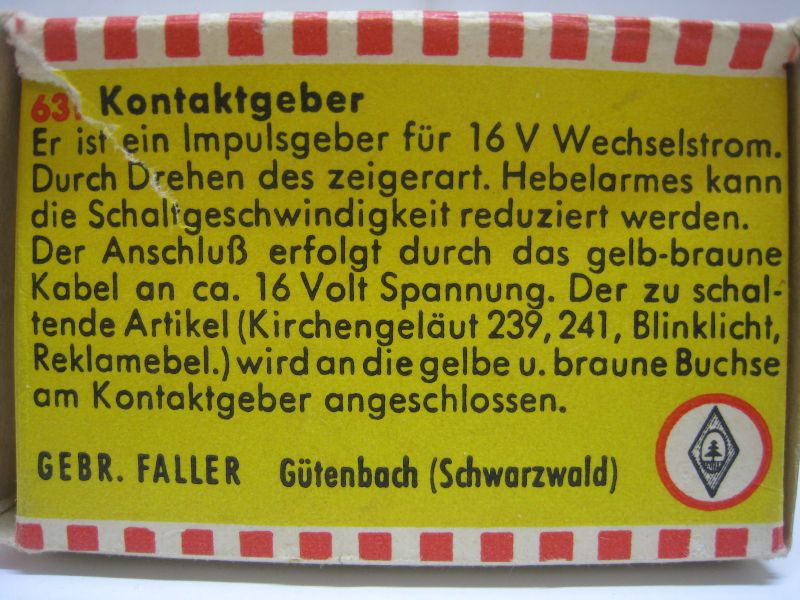 631 Kontaktgeber
Er ist ein Impulsgeber für 16 V Wechselstrom.
Durch Drehen des zeigerart. Hebelarmes kann
die Schaltgeschwindigkeit reduziert werden.
Der Anschluß erfolgt durch das gelb-braune
Kabel an ca. 16 Volt Spannung. Der zu schal-
tende Artikel (Kirchengeläut 239, 241, Blinklicht,
Reklamebel.) wird an die gelbe u. braune Buchse
am Kontaktgeber angeschlossen.
GEBR. FALLER Gütenbach (Schwarzwald)
FALLER